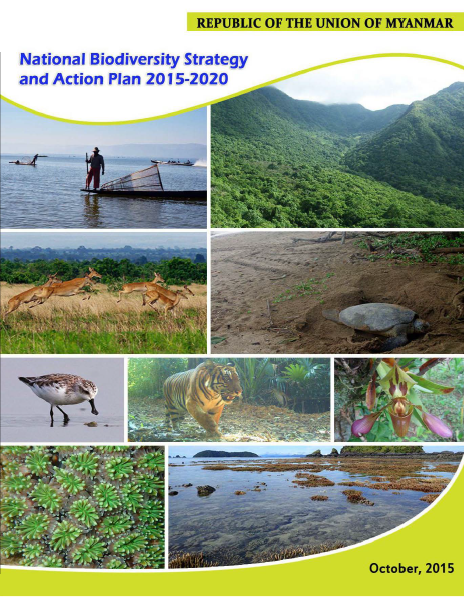 REPUBLIC OF THE UNION OF MYANMAR
National Biodiversity Strategy
and Action Plan 2015-2020
October, 2015